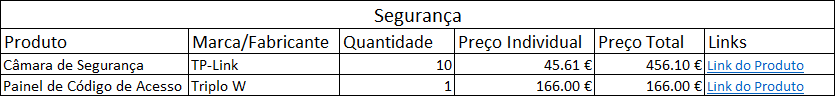 Segurança
Produto Marca/Fabricante Quantidade Preço Individual Preço Total Links
Câmara de Segurança TP-Link 10 45.61 € 456.10 € Link do Produto
Painel de Código de Acesso Triplo W 1 166.00 € 166.00 € Link do Produto